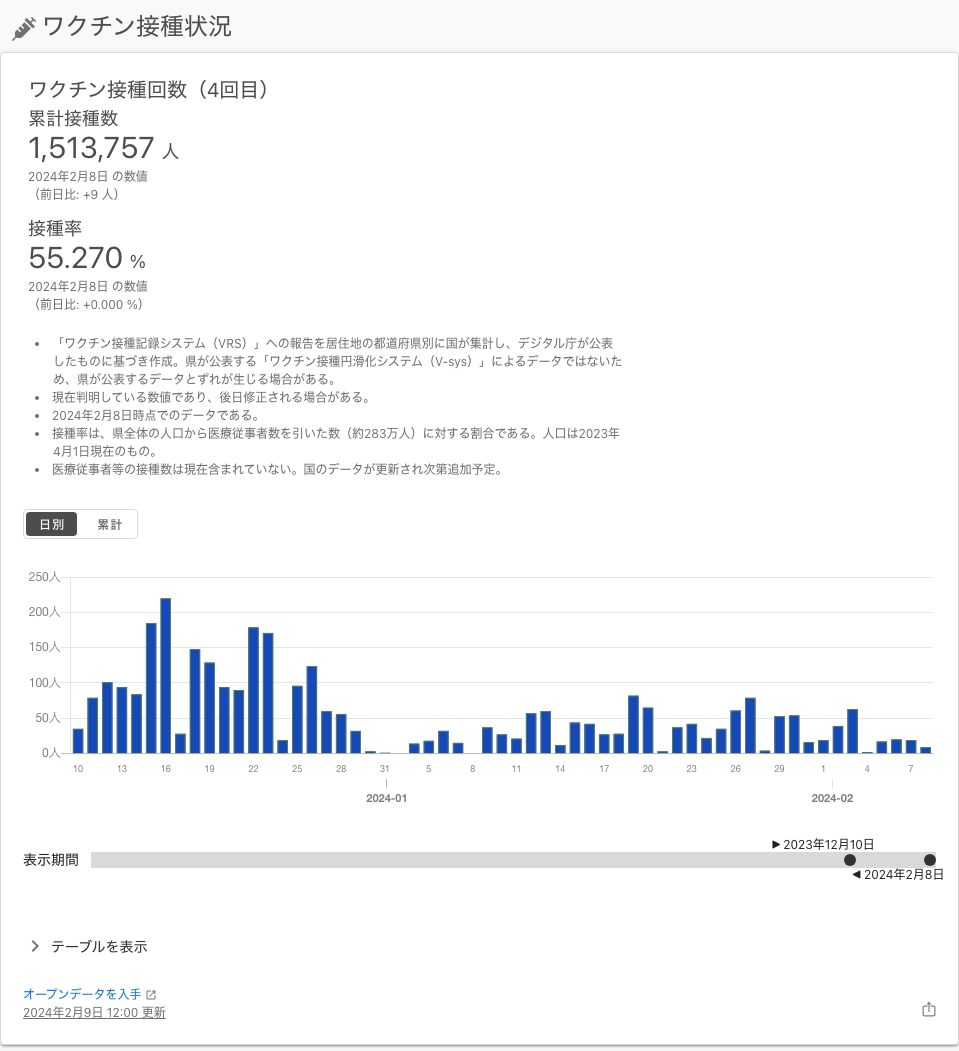 ワクチン接種状況
ワクチン接種回数（4回目）
累計接種数
1,513,757 人
2024年2月8日 の数値
（前日比: +9 人）
接種率
55.270 %
2024年2月8日 の数値
（前日比: +0.000 %）
• 「ワクチン接種記録システム（VRS）」への報告を居住地の都道府県別に国が集計し、デジタル庁が公表
したものに基づき作成。県が公表する「ワクチン接種円滑化システム（V-sys）」によるデータではないた
め、県が公表するデータとずれが生じる場合がある。
• 現在判明している数値であり、後日修正される場合がある。
• 2024年2月8日時点でのデータである。
• 接種率は、県全体の人口から医療従事者数を引いた数（約283万人）に対する割合である。人口は2023年
4月1日現在のもの。
• 医療従事者等の接種数は現在含まれていない。国のデータが更新され次第追加予定。
日別 累計
250人
200人
150人
100人
50人
0人
10 13 16 19 22 25 28 31 5 8 11 14 17 20 23 26 29 1 4 7
2024-01 2024-02
▶ 2023年12月10日
表示期間
◀ 2024年2月8日
テーブルを表示
オープンデータを入手
2024年2月9日 12:00 更新